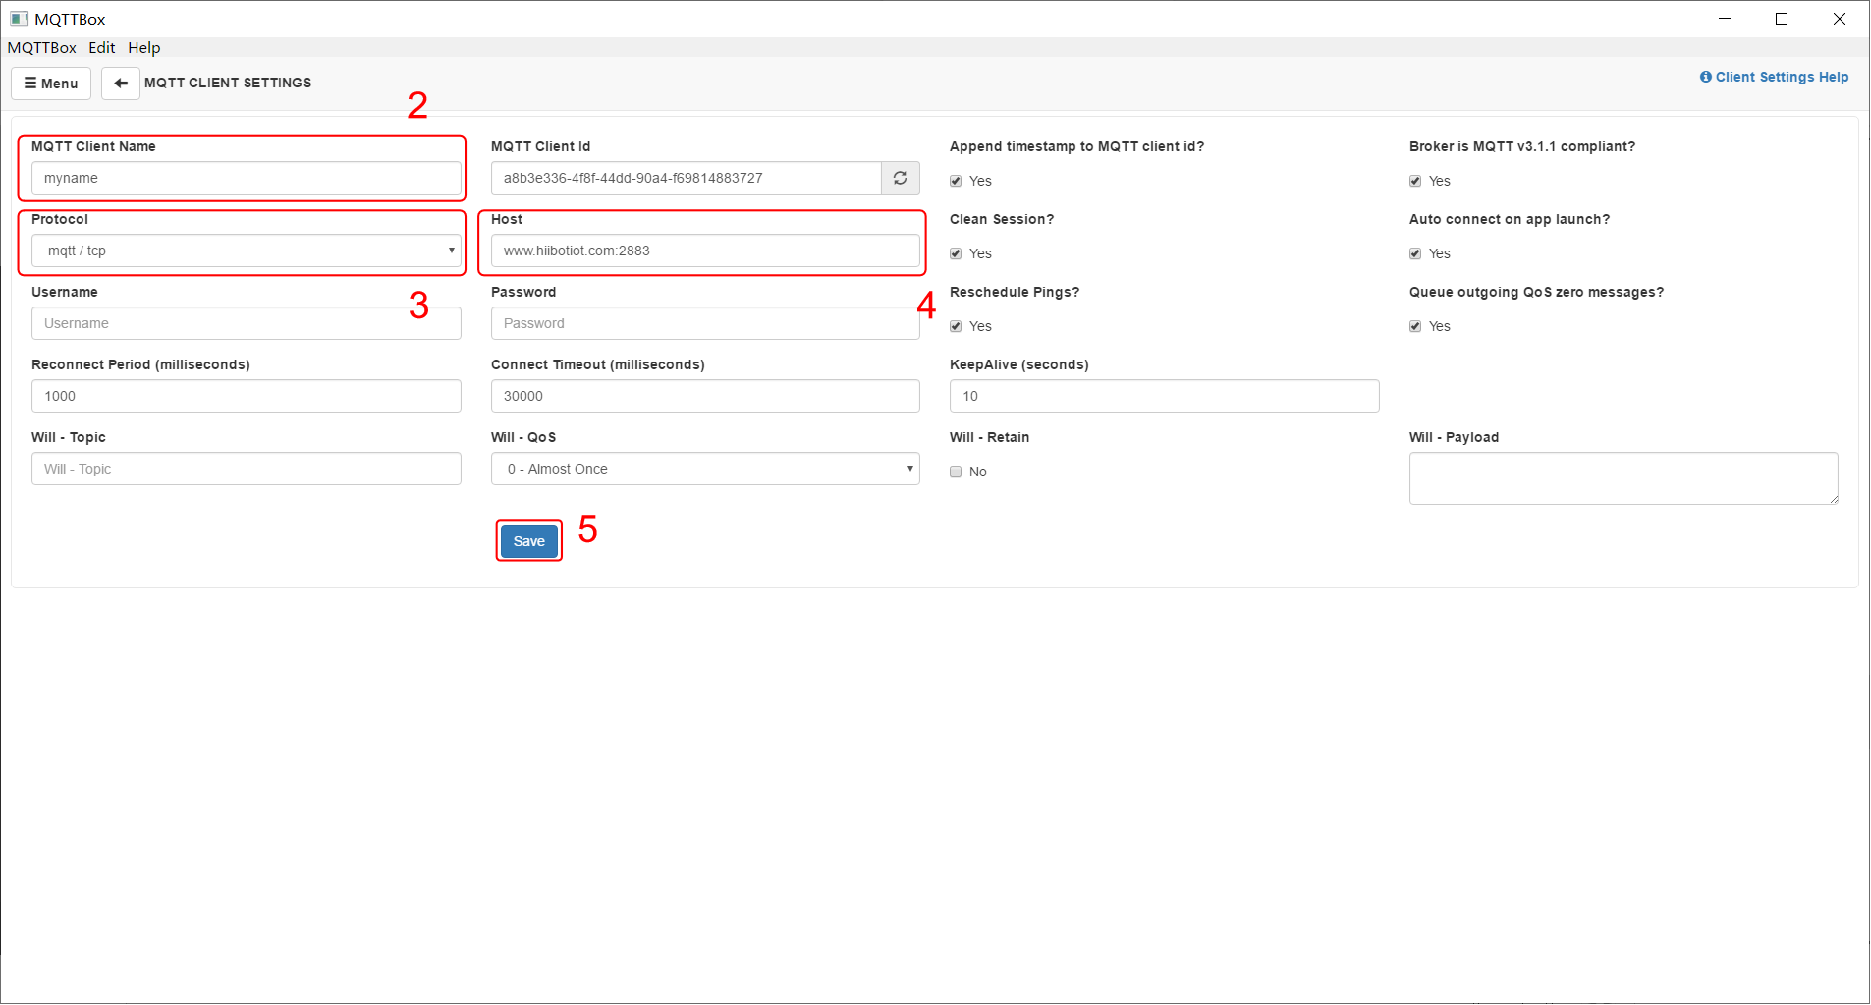 MQTTBox
MQTTBox Edit Help
Menu MQTT CLIENT SETTINGS Client Settings Help
2
MQTT Client Name MQTT Client Id Append timestamp to MQTT client id? Broker is MQTT v3.1.1 compliant?
myname a8b3e336-4f8f-44dd-90a4-f69814883727 Yes Yes
Protocol Host Clean Session? Auto connect on app launch?
mqtt / tcp www.hiibotiot.com:2883 Yes Yes
Username 3 Password 4 Reschedule Pings? Queue outgoing QoS zero messages?
Username Password Yes Yes
Reconnect Period (milliseconds) Connect Timeout (milliseconds) KeepAlive (seconds)
1000 30000 10
Will - Topic Will - QoS Will - Retain Will - Payload
Will - Topic 0 - Almost Once No
Save 5